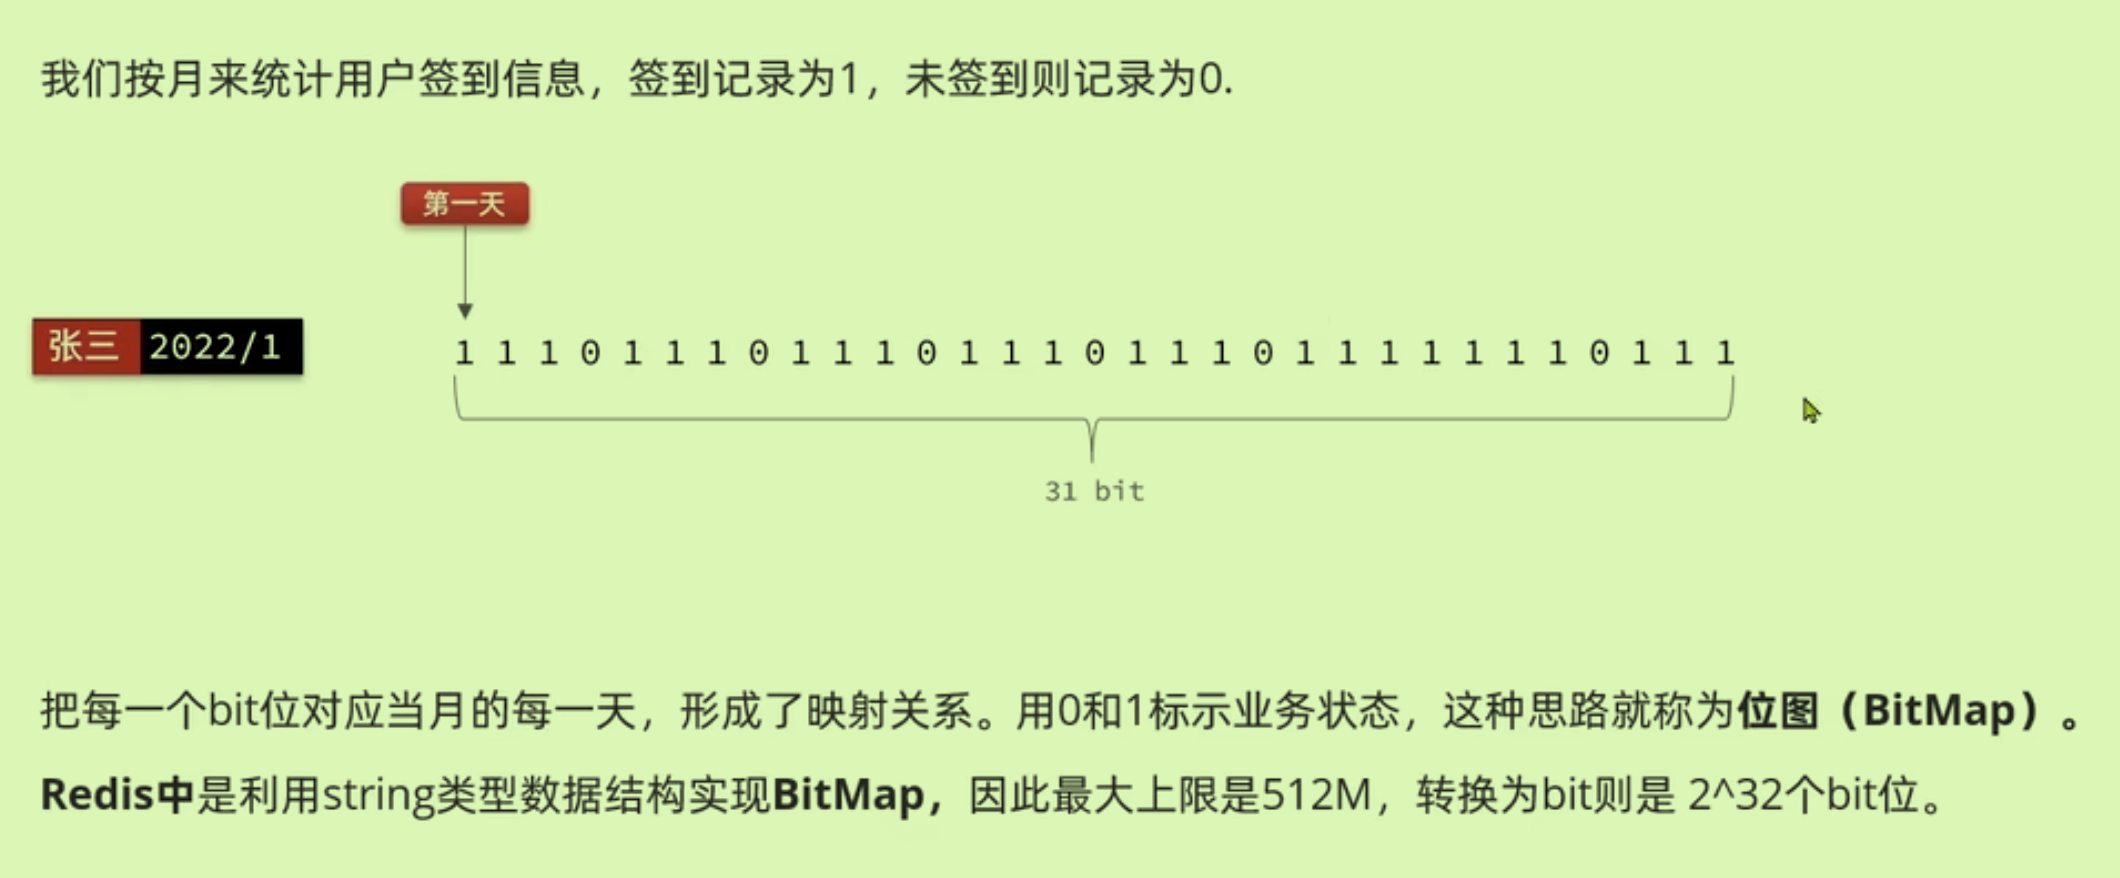 我们按月来统计用户签到信息，签到记录为1，未签到则记录为0.
第一天
张三 2022/1
1 1 1 0 1 1 1 0 1 1 1 0 1 1 1 0 1 1 1 0 1 1 1 1 1 1 1 0 1 1 1
31 bit
把每一个bit位对应当月的每一天，形成了映射关系。用0和1标示业务状态，这种思路就称为位图（BitMap）。
Redis中是利用string类型数据结构实现BitMap，因此最大上限是512M，转换为bit则是 2^32个bit位。